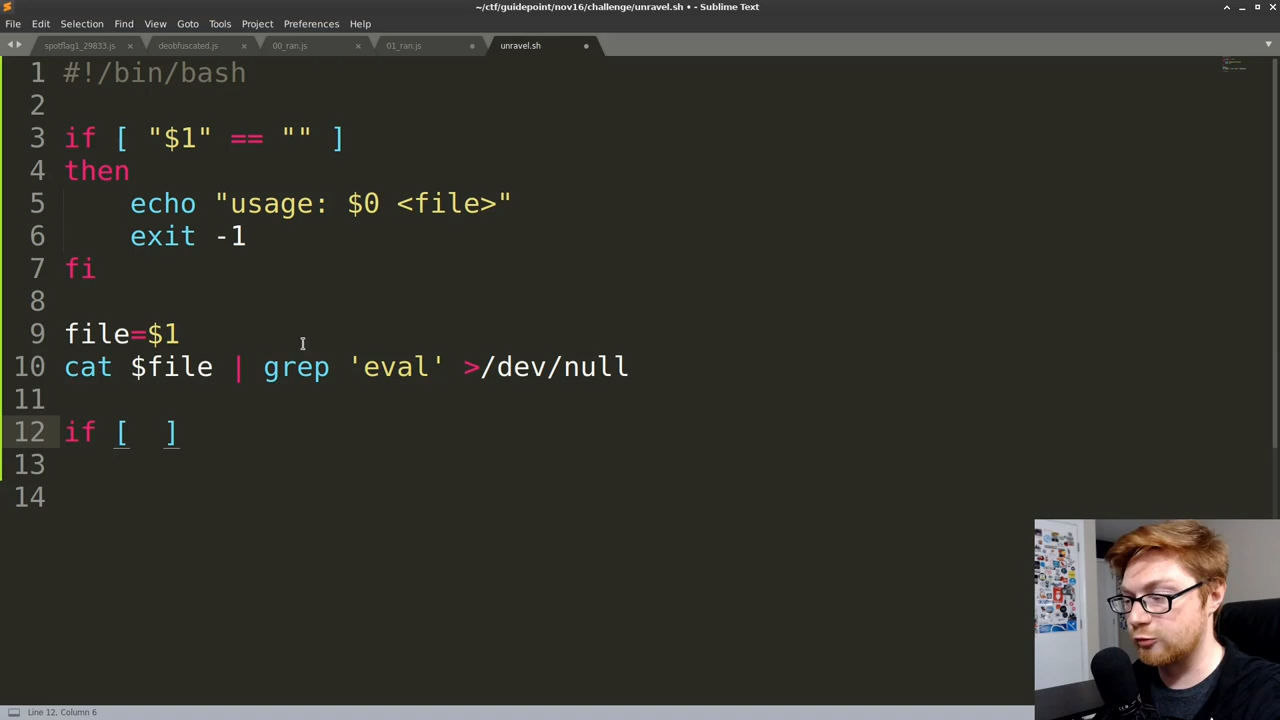 ~/ctf/guidepoint/nov16/challenge/unravel.sh • - Sublime Text
File Edit Selection Find View Goto Tools Project Preferences Help
spotflag1_29833.js deobfuscated.js 00_ran.js 01_ran.js unravel.sh
1 #!/bin/bash
2
3 if [ "$1" == "" ]
4 then
5 echo "usage: $0 <file>"
6 exit -1
7 fi
8
9 file=$1
10 cat $file | grep 'eval' >/dev/null
11
12 if [  ]
13
14
Line 12, Column 6